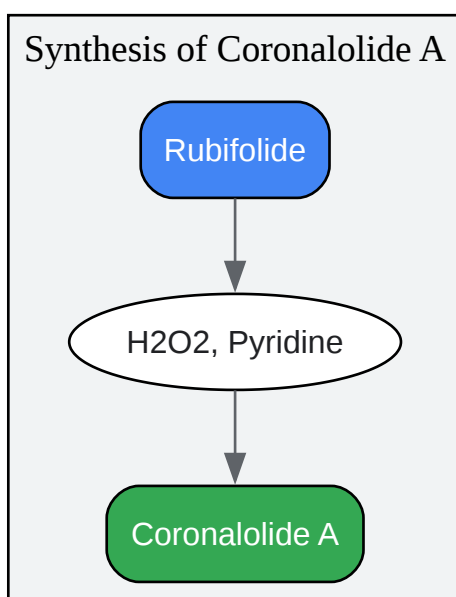 Synthesis of Coronalolide A
Rubifolide
H2O2, Pyridine
Coronalolide A